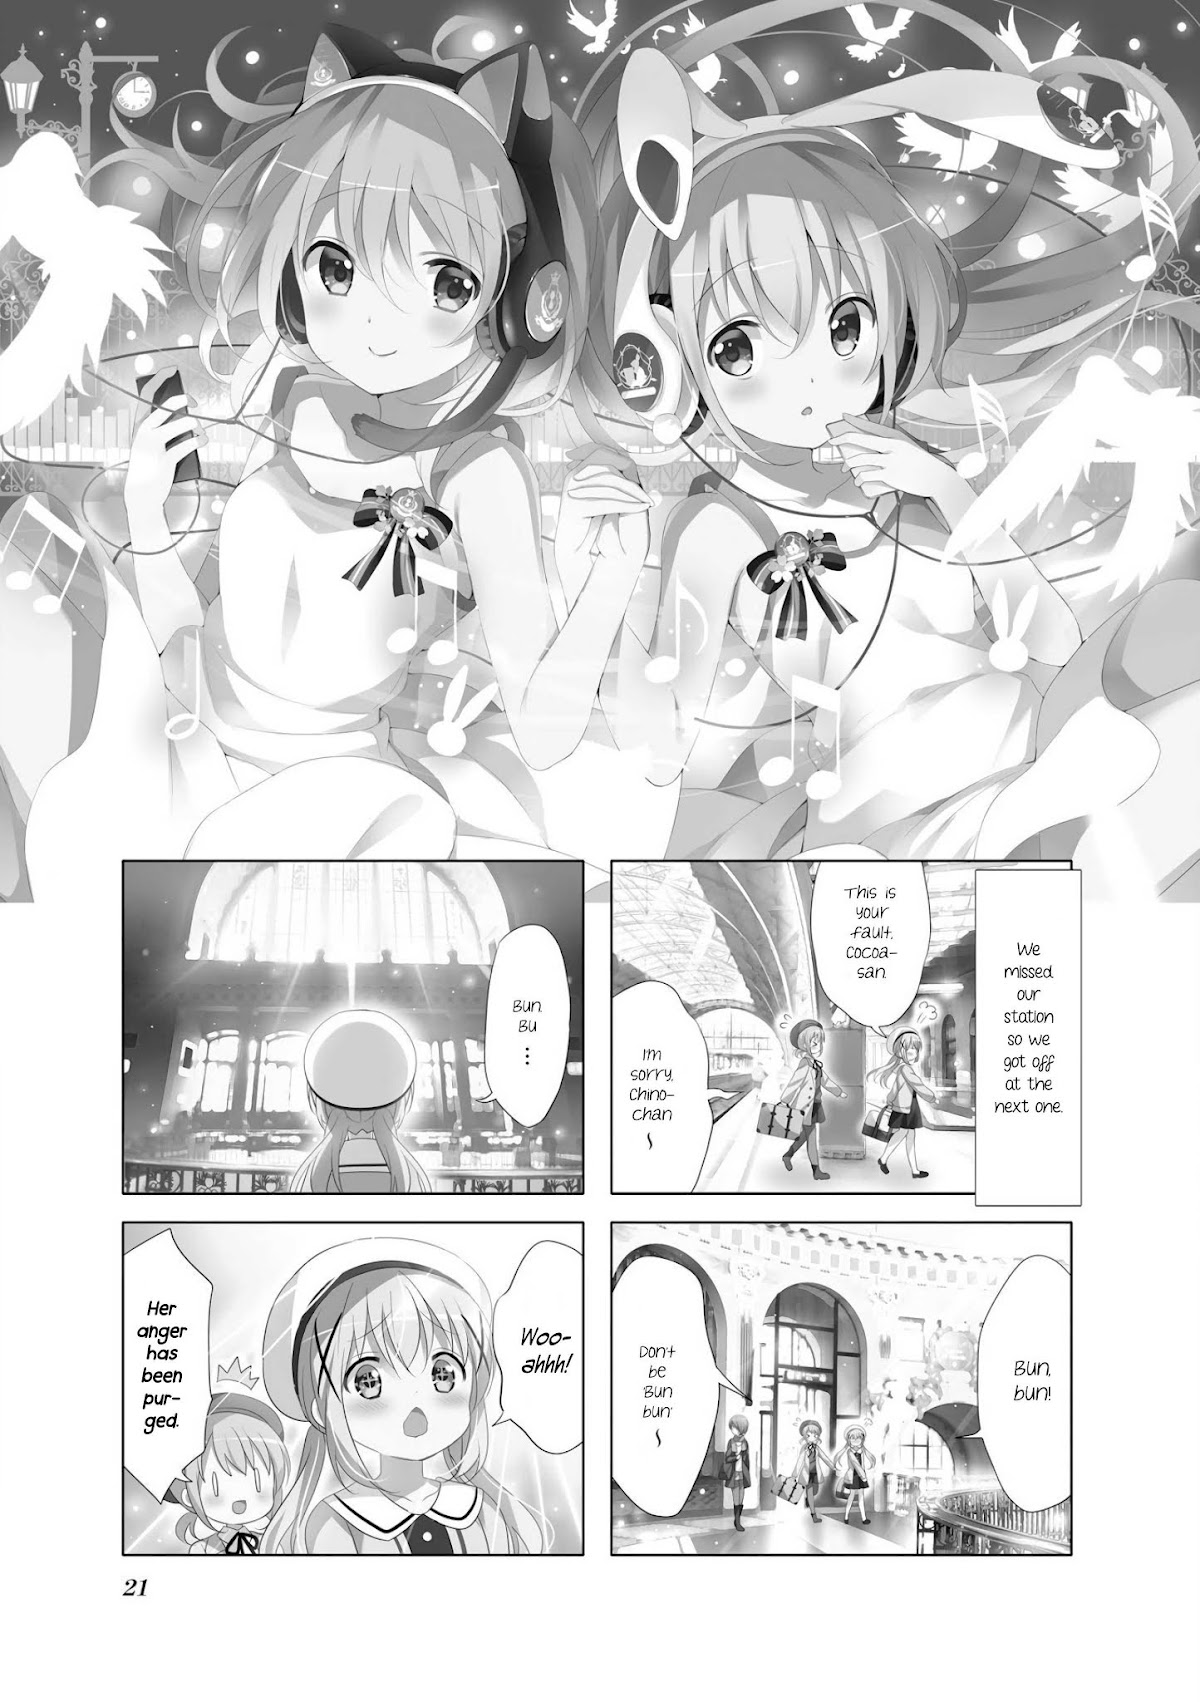 We
missed
our
station
so we
got off
at the
next one.
This is
your
fault,
Cocoa-
san.
I'm
sorry,
Chino-
chan
~
Bun,
bun!
Don't
be
Bun
bun'
~
Bun.
Bu
...
Woo-
ahhh!
Her
anger
has
been
pur-
ged.
21